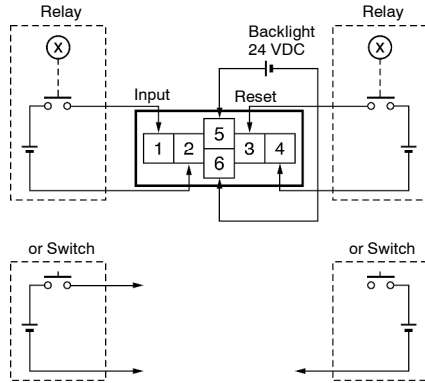 Relay
Backlight
24 VDC
Relay
X
X
Input
Reset
5
1 2 3 4
6
or Switch
or Switch